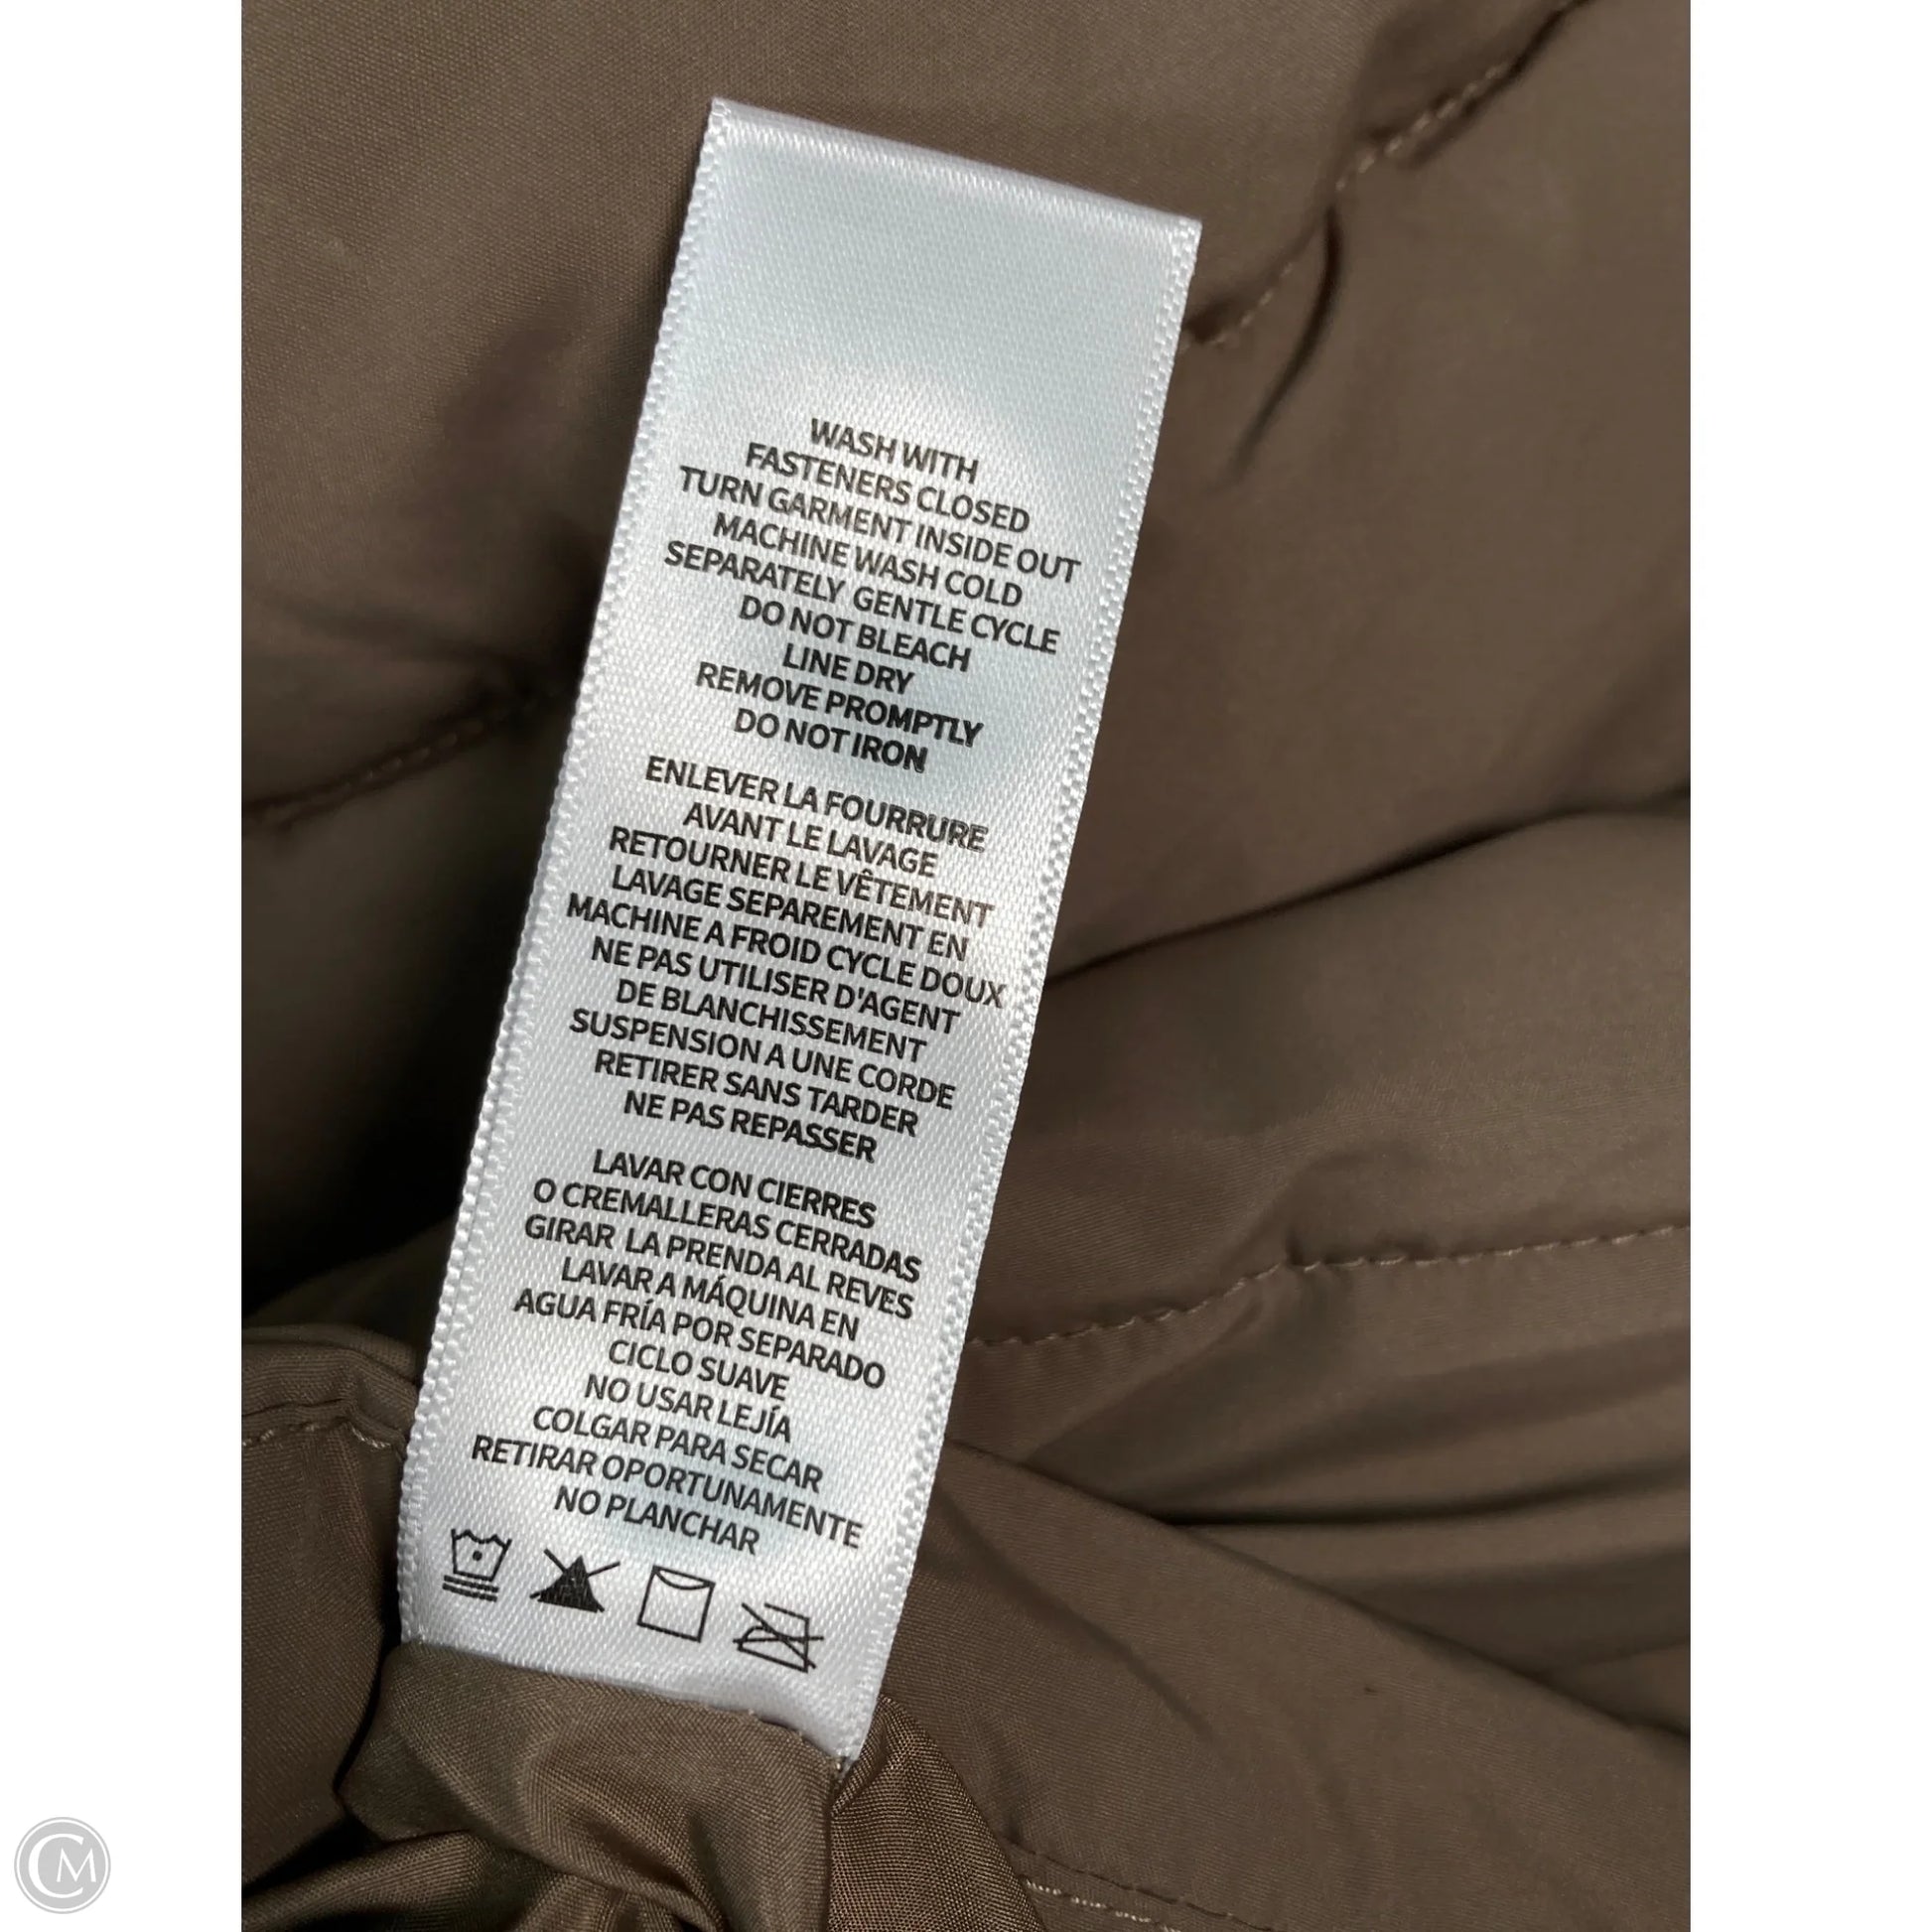 WASH WITH
FASTENERS CLOSED
TURN GARMENT INSIDE OUT
MACHINE WASH COLD
SEPARATELY GENTLE CYCLE
DO NOT BLEACH
LINE DRY
REMOVE PROMPTLY
DO NOT IRON
ENLEVER LA FOURRURE
AVANT LE LAVAGE
RETOURNER LE VÊTEMENT
LAVAGE SEPAREMENT EN
MACHINE A FROID CYCLE DOUX
NE PAS UTILISER D'AGENT
DE BLANCHISSEMENT
SUSPENSION A UNE CORDE
RETIRER SANS TARDER
NE PAS REPASSER
LAVAR CON CIERRES
O CREMALLERAS CERRADAS
GIRAR LA PRENDA AL REVES
LAVAR A MÁQUINA EN
AGUA FRÍA POR SEPARADO
CICLO SUAVE
NO USAR LEJÍA
COLGAR PARA SECAR
RETIRAR OPORTUNAMENTE
NO PLANCHAR
CM